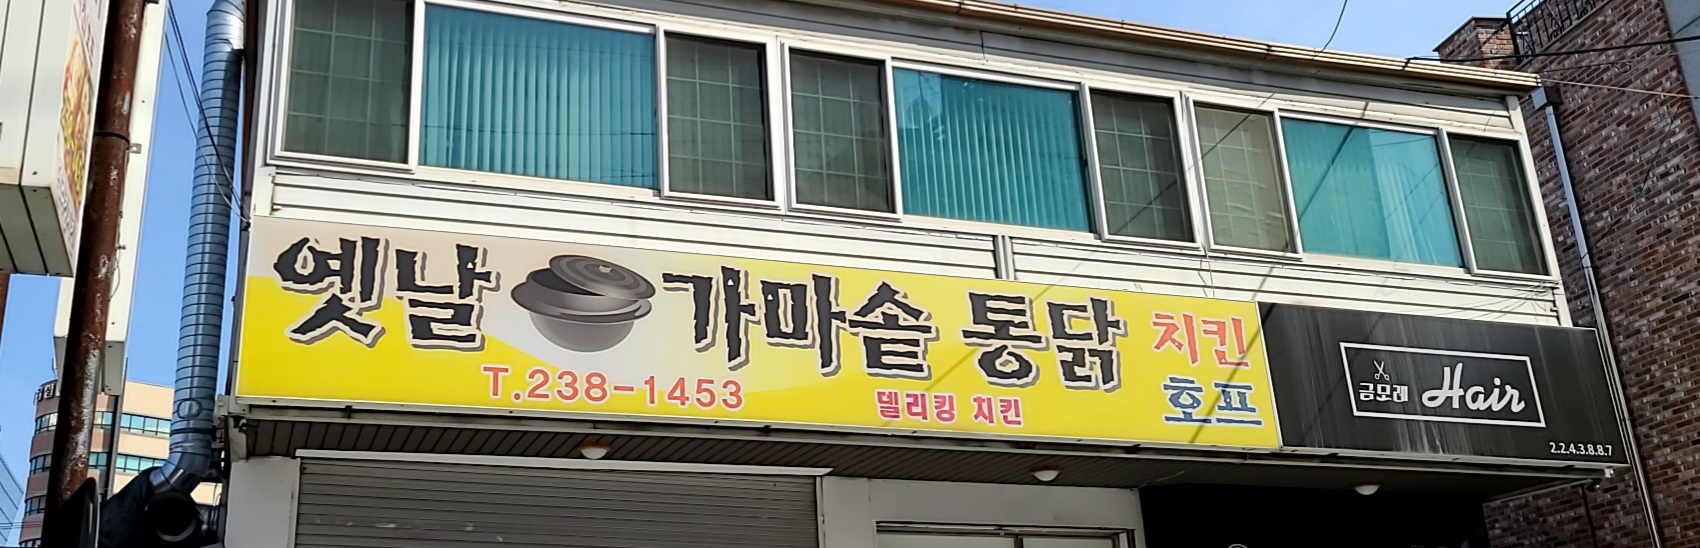 옛날 가마솥 통닭 치킨
호프
T.238-1453
델리킹 치킨
금모래 Hair
2.2.4.3.8.8.7